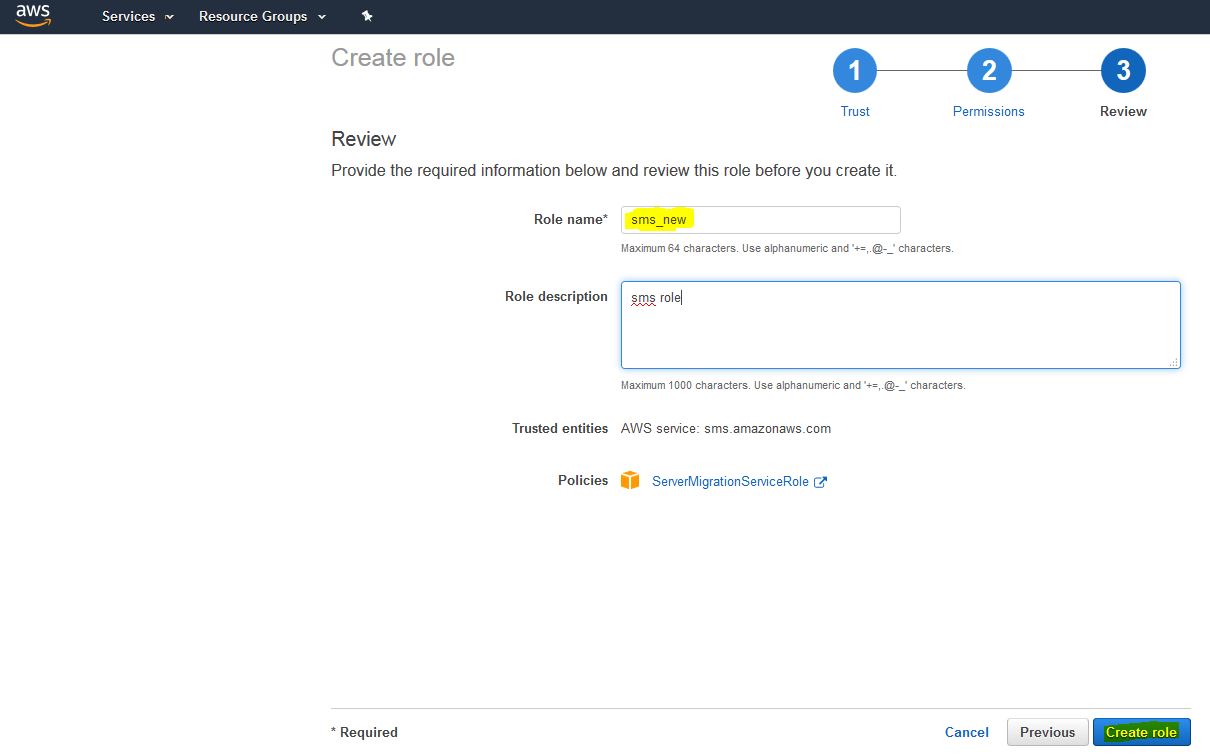 aws Services Resource Groups
Create role
1 2 3
Trust Permissions Review
Review
Provide the required information below and review this role before you create it.
Role name* sms_new
Maximum 64 characters. Use alphanumeric and '+=,.@-_' characters.
Role description sms role
Maximum 1000 characters. Use alphanumeric and '+=,.@-_' characters.
Trusted entities AWS service: sms.amazonaws.com
Policies ServerMigrationServiceRole
* Required Cancel Previous Create role